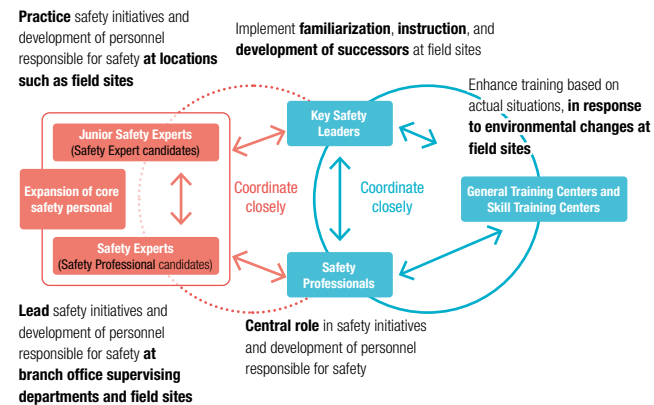 Practice safety initiatives and
development of personnel
responsible for safety at locations
such as field sites
Implement familiarization, instruction, and
development of successors at field sites
Enhance training based on
actual situations, in response
to environmental changes at
field sites
Key Safety
Leaders
Junior Safety Experts
(Safety Expert candidates)
Expansion of core
safety personal
Coordinate
closely
Coordinate
closely
General Training Centers and
Skill Training Centers
Safety Experts
(Safety Professional candidates)
Safety
Professionals
Lead safety initiatives and
development of personnel
responsible for safety at
branch office supervising
departments and field sites
Central role in safety initiatives
and development of personnel
responsible for safety